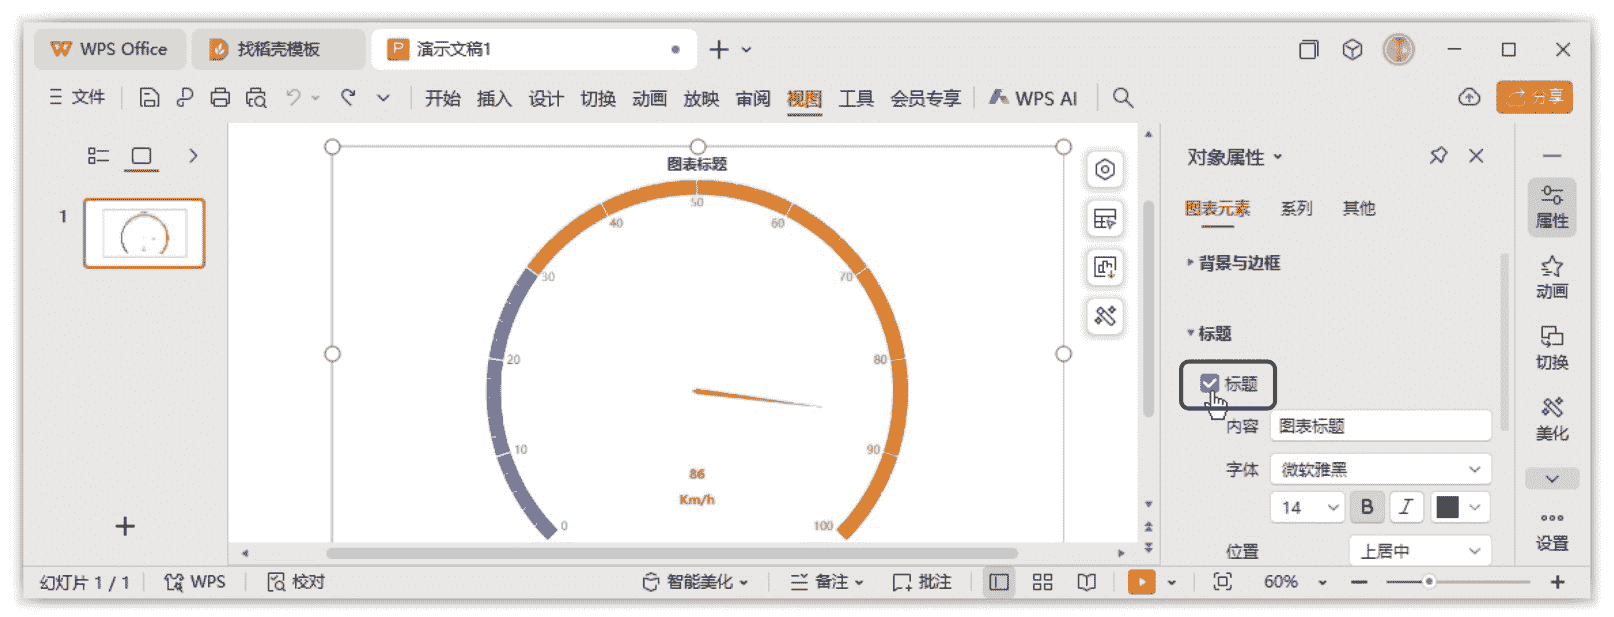 WPS Office
找稻壳模板
演示文稿1
文件
开始 插入 设计 切换 动画 放映 审阅 视图 工具 会员专享 WPS AI
分享
1
图表标题
50
40
60
30
70
20
80
10
90
86
Km/h
0
100
对象属性
图表元素 系列 其他
背景与边框
标题
标题
内容 图表标题
字体 微软雅黑
14 B I
位置 上居中
属性
动画
切换
美化
设置
幻灯片 1 / 1 WPS 校对 智能美化 备注 批注 60%